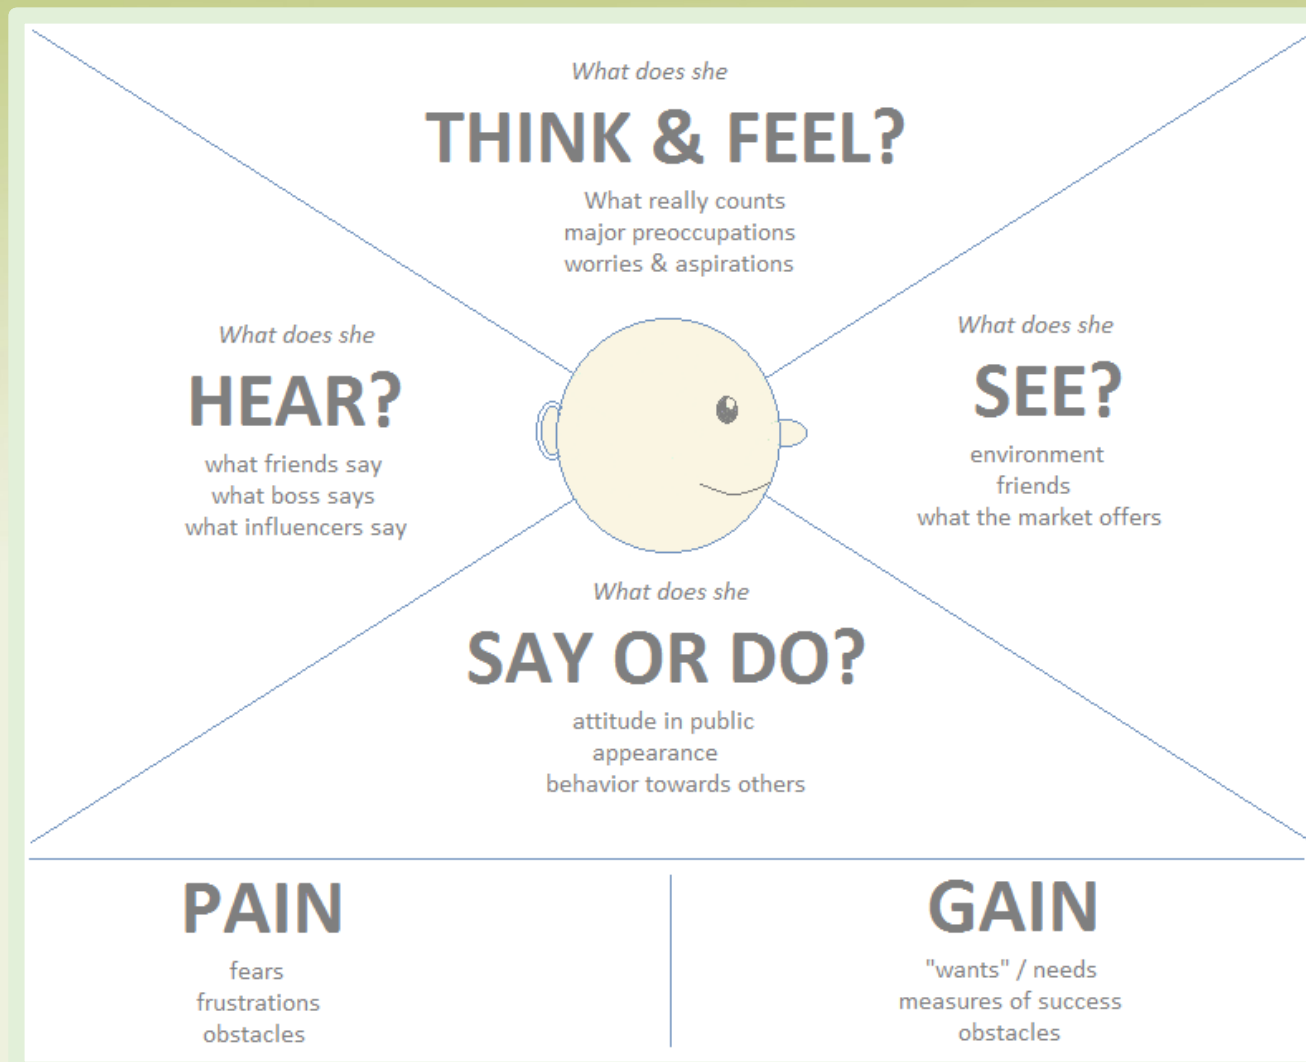 What does she
THINK & FEEL?
What really counts
major preoccupations
worries & aspirations
What does she
HEAR?
what friends say
what boss says
what influencers say
What does she
SEE?
environment
friends
what the market offers
What does she
SAY OR DO?
attitude in public
appearance
behavior towards others
PAIN
fears
frustrations
obstacles
GAIN
"wants" / needs
measures of success
obstacles